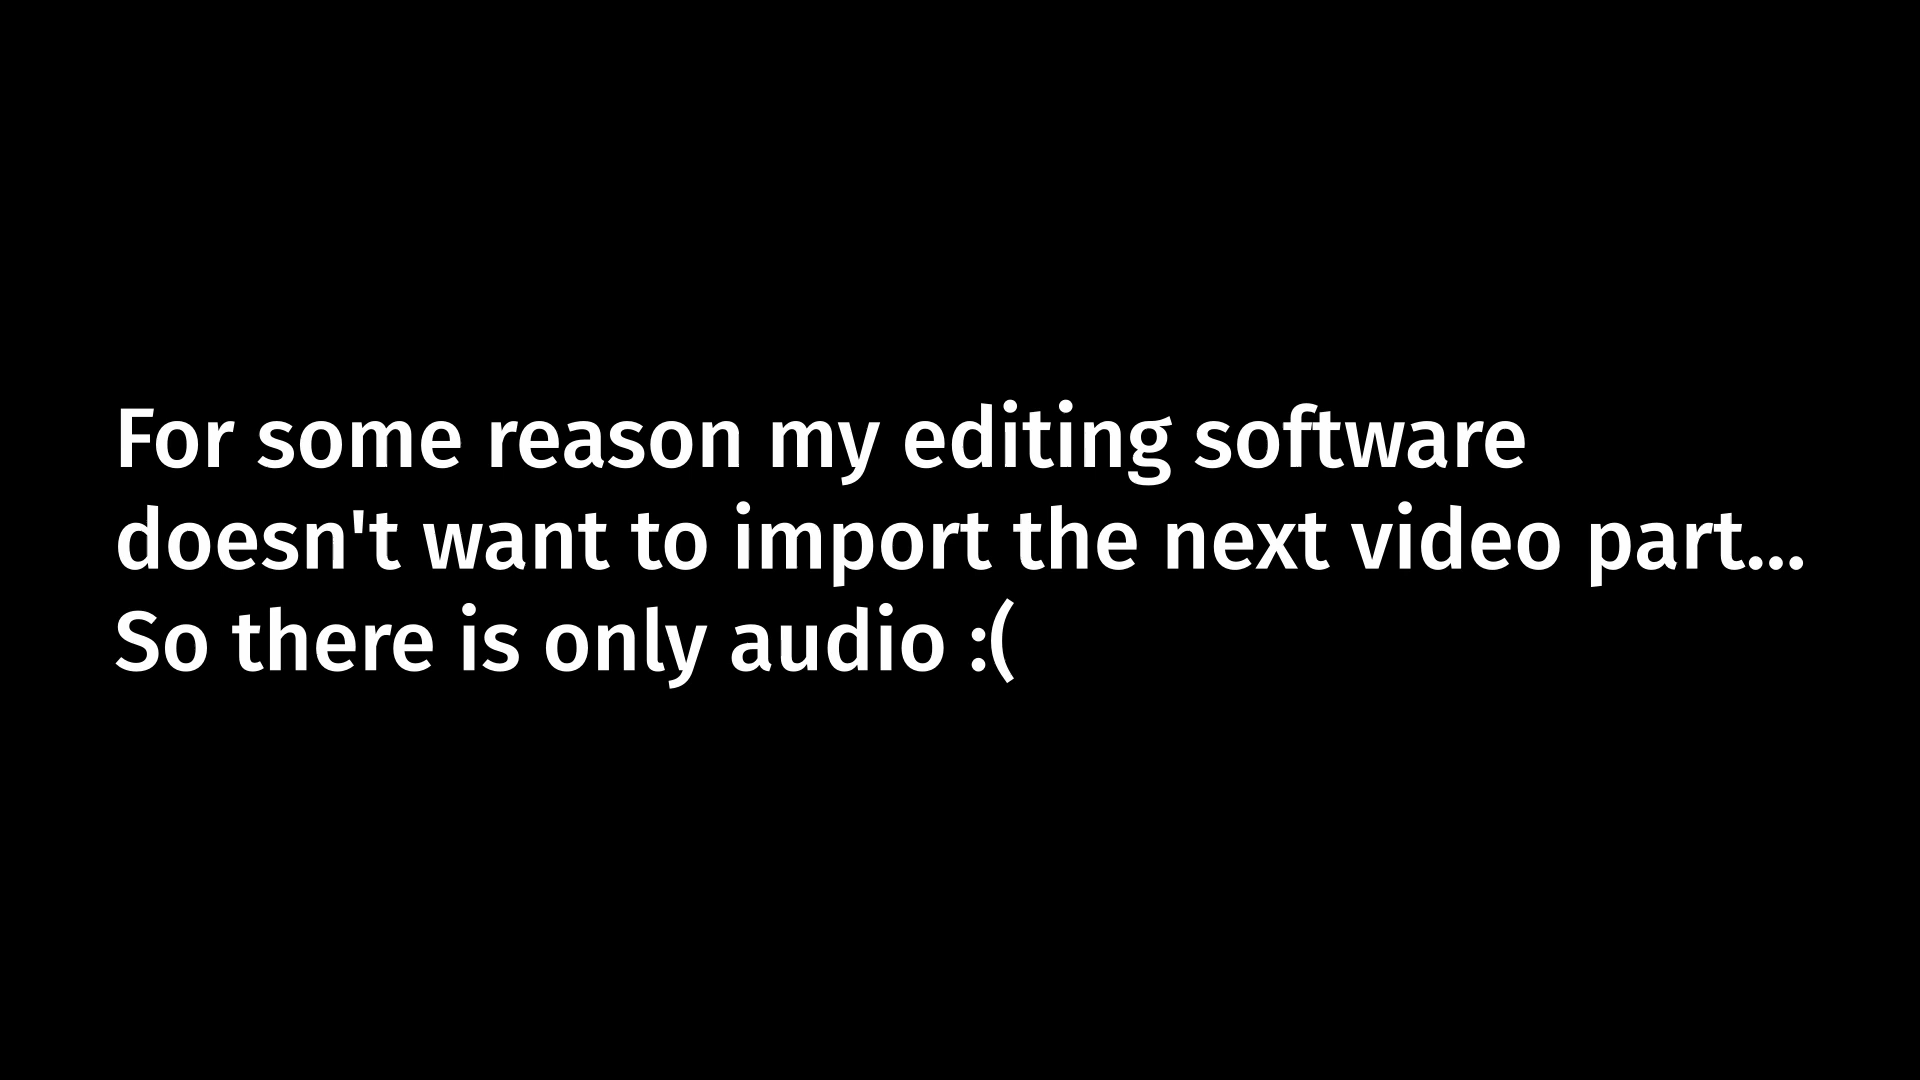 For some reason my editing software
doesn't want to import the next video part...
So there is only audio :(